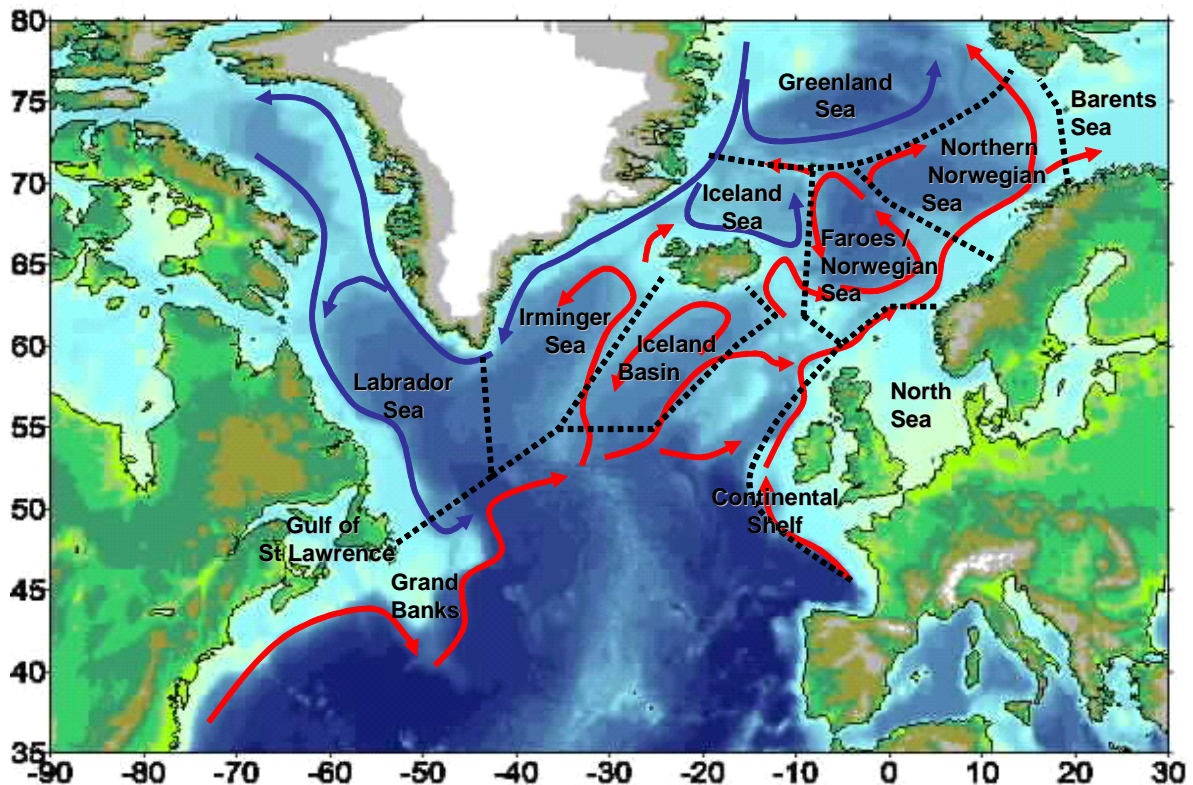 80
75
70
65
60
55
50
45
40
35
-90
-80
-70
-60
-50
-40
-30
-20
-10
0
10
20
30
Greenland
Sea
Barents
Sea
Northern
Norwegian
Sea
Iceland
Sea
Faroes /
Norwegian
Sea
Irminger
Sea
Iceland
Basin
Labrador
Sea
North
Sea
Continental
Shelf
Gulf of
St Lawrence
Grand
Banks